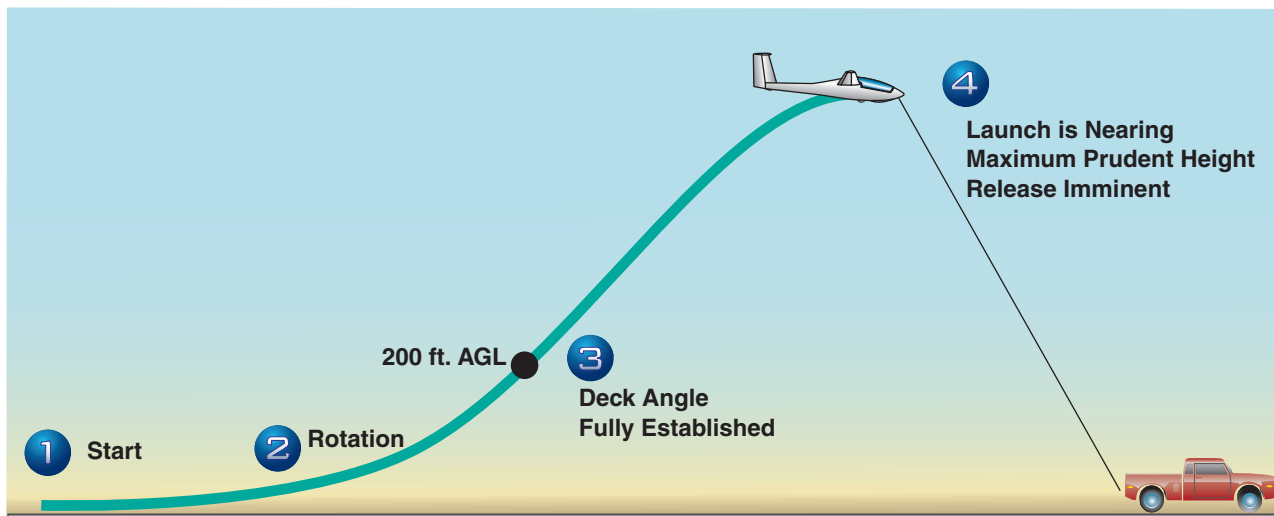 1
Start
2
Rotation
200 ft. AGL
3
Deck Angle
Fully Established
4
Launch is Nearing
Maximum Prudent Height
Release Imminent